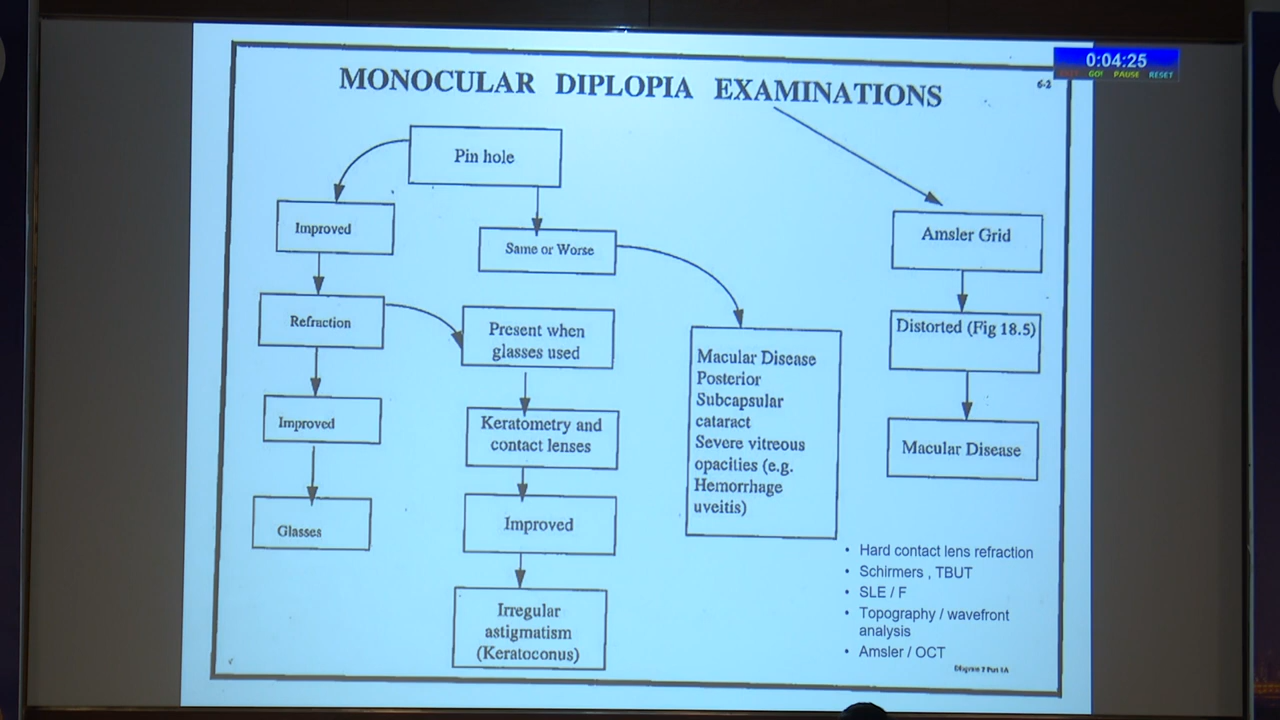 0:04:25
GO! PAUSE RESET
6-2
MONOCULAR DIPLOPIA EXAMINATIONS
Pin hole
Improved
Same or Worse
Amsler Grid
Refraction
Present when
glasses used
Distorted (Fig 18.5)
Macular Disease
Posterior
Subcapsular
cataract
Severe vitreous
opacities (e.g.
Hemorrhage
uveitis)
Improved
Keratometry and
contact lenses
Macular Disease
Glasses
Improved
Irregular
astigmatism
(Keratoconus)
• Hard contact lens refraction
• Schirmers , TBUT
• SLE / F
• Topography / wavefront
analysis
• Amsler / OCT